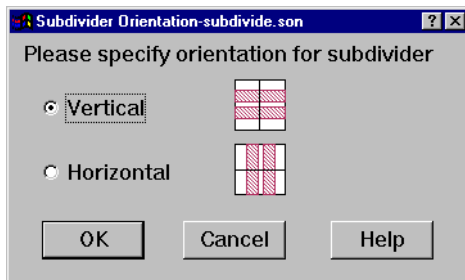 Subdivider Orientation-subdivide.son
Please specify orientation for subdivider
Vertical
Horizontal
OK Cancel Help